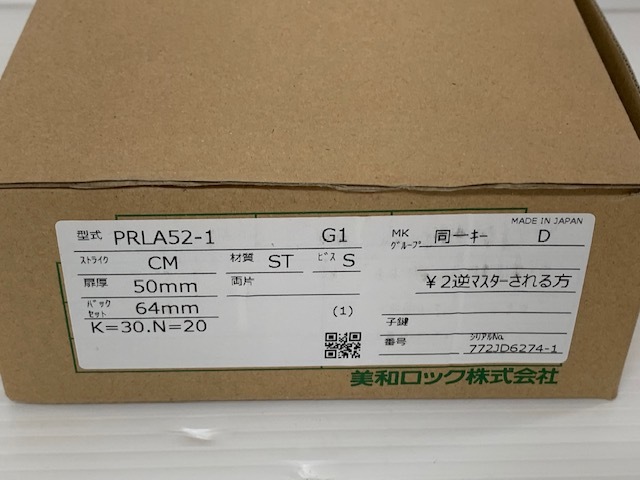 型式 PRLA52-1 G1
ストライク CM 材質 ST ビス S
扉厚 50mm 両片
バックセット 64mm (1)
K=30.N=20
MADE IN JAPAN
MKグループ 同一キー D
¥2逆マスターされる方
子鍵
番号 シリアルNo. 772JD6274-1
美和ロック株式会社